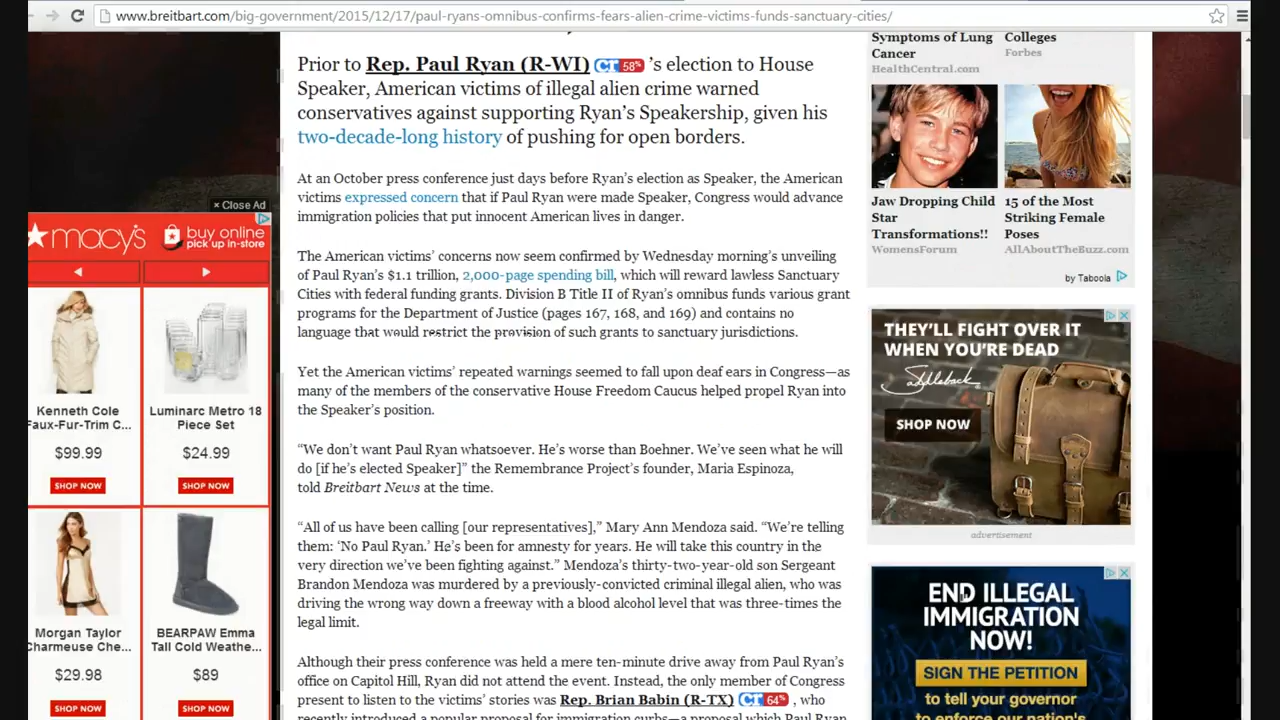 www.breitbart.com/big-government/2015/12/17/paul-ryans-omnibus-confirms-fears-alien-crime-victims-funds-sanctuary-cities/
Prior to Rep. Paul Ryan (R-WI) CT 58% ’s election to House
Speaker, American victims of illegal alien crime warned
conservatives against supporting Ryan’s Speakership, given his
two-decade-long history of pushing for open borders.
At an October press conference just days before Ryan’s election as Speaker, the American
victims expressed concern that if Paul Ryan were made Speaker, Congress would advance
immigration policies that put innocent American lives in danger.
The American victims’ concerns now seem confirmed by Wednesday morning’s unveiling
of Paul Ryan’s $1.1 trillion, 2,000-page spending bill, which will reward lawless Sanctuary
Cities with federal funding grants. Division B Title II of Ryan’s omnibus funds various grant
programs for the Department of Justice (pages 167, 168, and 169) and contains no
language that would restrict the provision of such grants to sanctuary jurisdictions.
Yet the American victims’ repeated warnings seemed to fall upon deaf ears in Congress—as
many of the members of the conservative House Freedom Caucus helped propel Ryan into
the Speaker’s position.
“We don’t want Paul Ryan whatsoever. He’s worse than Boehner. We’ve seen what he will
do [if he’s elected Speaker]” the Remembrance Project’s founder, Maria Espinoza,
told Breitbart News at the time.
“All of us have been calling [our representatives],” Mary Ann Mendoza said. “We’re telling
them: ‘No Paul Ryan.’ He’s been for amnesty for years. He will take this country in the
very direction we’ve been fighting against.” Mendoza’s thirty-two-year-old son Sergeant
Brandon Mendoza was murdered by a previously-convicted criminal illegal alien, who was
driving the wrong way down a freeway with a blood alcohol level that was three-times the
legal limit.
Although their press conference was held a mere ten-minute drive away from Paul Ryan’s
office on Capitol Hill, Ryan did not attend the event. Instead, the only member of Congress
present to listen to the victims’ stories was Rep. Brian Babin (R-TX) CT 64% , who
recently introduced a popular proposal for immigration curbs—a proposal which Paul Ryan
× Close Ad
macy’s
buy online
pick up in-store
Kenneth Cole
Faux-Fur-Trim C...
$99.99
SHOP NOW
Luminarc Metro 18
Piece Set
$24.99
SHOP NOW
Morgan Taylor
Charmeuse Che...
$29.98
SHOP NOW
BEARPAW Emma
Tall Cold Weathe...
$89
SHOP NOW
Symptoms of Lung
Cancer
HealthCentral.com
Colleges
Forbes
Jaw Dropping Child
Star
Transformations!!
WomensForum
15 of the Most
Striking Female
Poses
AllAboutTheBuzz.com
by Taboola
THEY’LL FIGHT OVER IT
WHEN YOU’RE DEAD
Saddleback
SHOP NOW
advertisement
END ILLEGAL
IMMIGRATION
NOW!
SIGN THE PETITION
to tell your governor
to enforce our nation’s